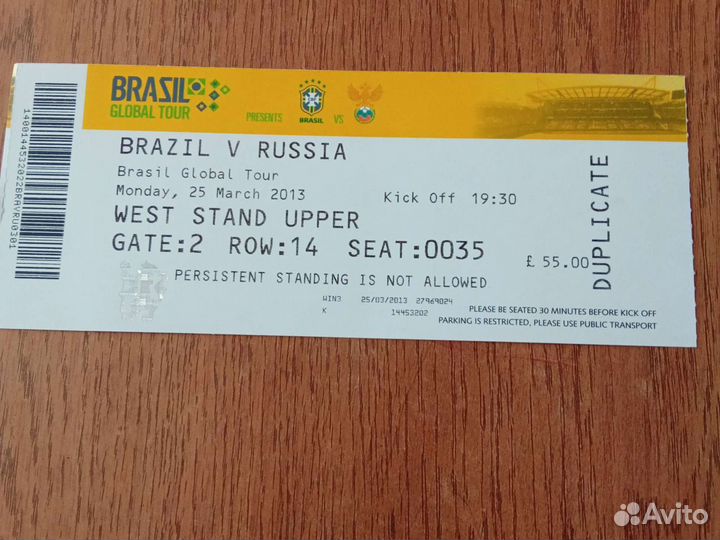 BRASIL
GLOBAL TOUR
PRESENTS
BRASIL
VS
BRAZIL V RUSSIA
Brasil Global Tour
Monday, 25 March 2013
Kick Off 19:30
WEST STAND UPPER
GATE:2 ROW:14 SEAT:0035
£ 55.00
DUPLICATE
PERSISTENT STANDING IS NOT ALLOWED
WIN3 25/03/2013 27969024
K 14453202
PLEASE BE SEATED 30 MINUTES BEFORE KICK OFF
PARKING IS RESTRICTED, PLEASE USE PUBLIC TRANSPORT
1400144532022BRAVRU0301
Avito